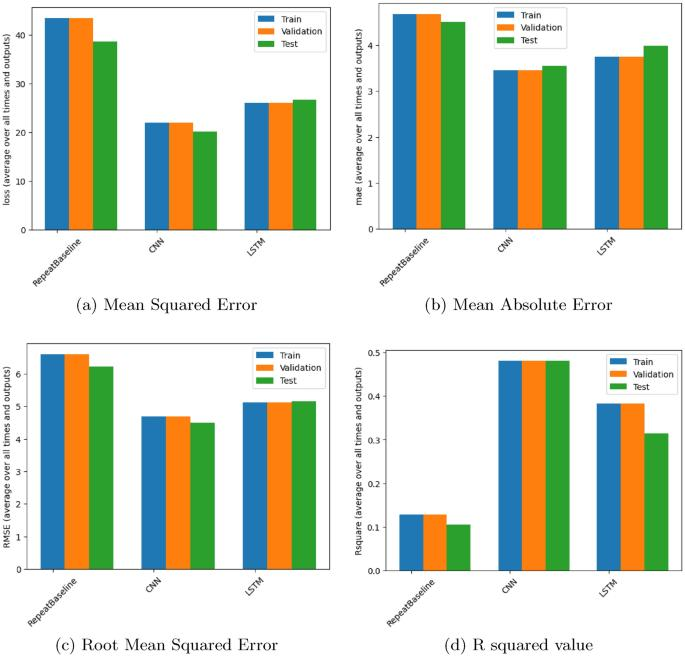 loss (average over all times and outputs)
40
30
20
10
0
Train
Validation
Test
RepeatBaseline
CNN
LSTM
(a) Mean Squared Error
mae (average over all times and outputs)
4
3
2
1
0
Train
Validation
Test
RepeatBaseline
CNN
LSTM
(b) Mean Absolute Error
RMSE (average over all times and outputs)
6
5
4
3
2
1
0
Train
Validation
Test
RepeatBaseline
CNN
LSTM
(c) Root Mean Squared Error
Rsquare (average over all times and outputs)
0.5
0.4
0.3
0.2
0.1
0.0
Train
Validation
Test
RepeatBaseline
CNN
LSTM
(d) R squared value